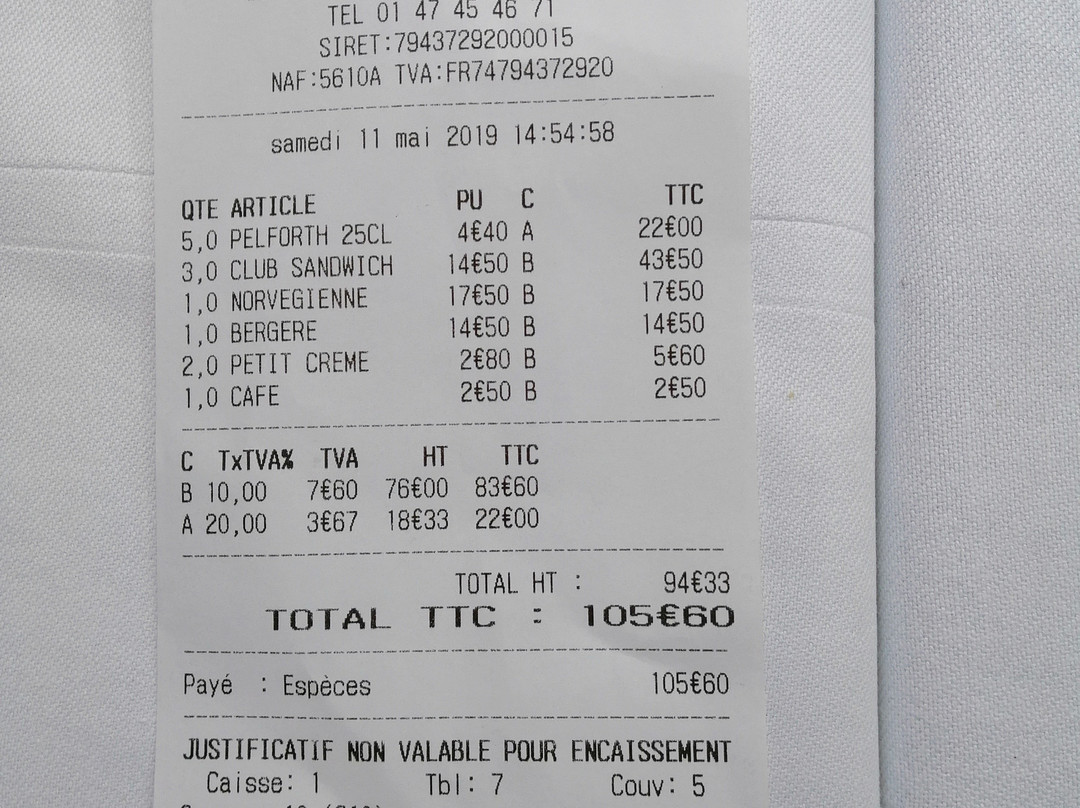 TEL 01 47 45 46 71
SIRET:79437292000015
NAF:5610A TVA:FR74794372920
samedi 11 mai 2019 14:54:58
QTE ARTICLE PU C TTC
5,0 PELFORTH 25CL 4€40 A 22€00
3,0 CLUB SANDWICH 14€50 B 43€50
1,0 NORVEGIENNE 17€50 B 17€50
1,0 BERGERE 14€50 B 14€50
2,0 PETIT CREME 2€80 B 5€60
1,0 CAFE 2€50 B 2€50
C TxTVA% TVA HT TTC
B 10,00 7€60 76€00 83€60
A 20,00 3€67 18€33 22€00
TOTAL HT : 94€33
TOTAL TTC : 105€60
Payé : Espèces 105€60
JUSTIFICATIF NON VALABLE POUR ENCAISSEMENT
Caisse: 1 Tbl: 7 Couv: 5